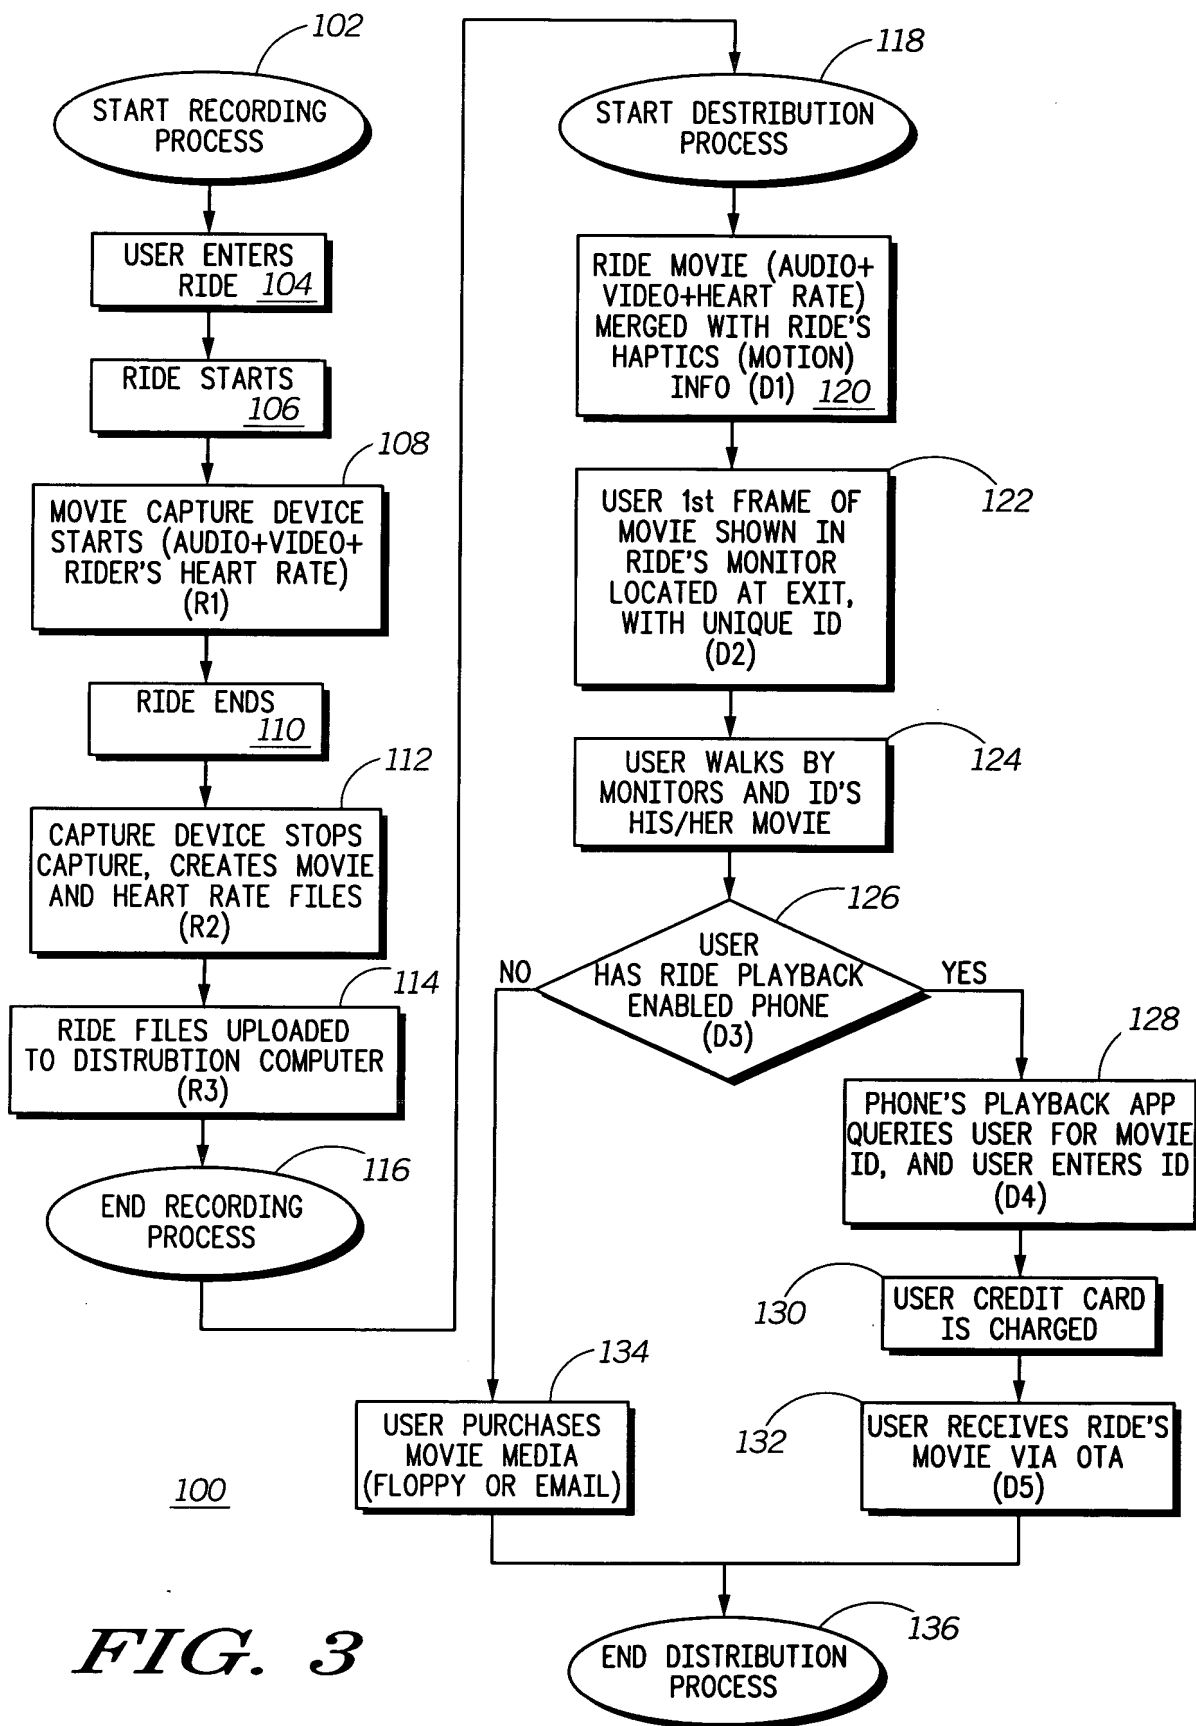 102
START RECORDING
PROCESS
USER ENTERS
RIDE 104
RIDE STARTS
106
108
MOVIE CAPTURE DEVICE
STARTS (AUDIO+VIDEO+
RIDER'S HEART RATE)
(R1)
RIDE ENDS
110
112
CAPTURE DEVICE STOPS
CAPTURE, CREATES MOVIE
AND HEART RATE FILES
(R2)
114
RIDE FILES UPLOADED
TO DISTRUBTION COMPUTER
(R3)
116
END RECORDING
PROCESS
118
START DESTRIBUTION
PROCESS
RIDE MOVIE (AUDIO+
VIDEO+HEART RATE)
MERGED WITH RIDE'S
HAPTICS (MOTION)
INFO (D1) 120
122
USER 1st FRAME OF
MOVIE SHOWN IN
RIDE'S MONITOR
LOCATED AT EXIT,
WITH UNIQUE ID
(D2)
124
USER WALKS BY
MONITORS AND ID'S
HIS/HER MOVIE
126
USER
HAS RIDE PLAYBACK
ENABLED PHONE
(D3)
NO
YES
128
PHONE'S PLAYBACK APP
QUERIES USER FOR MOVIE
ID, AND USER ENTERS ID
(D4)
130
USER CREDIT CARD
IS CHARGED
132
USER RECEIVES RIDE'S
MOVIE VIA OTA
(D5)
134
USER PURCHASES
MOVIE MEDIA
(FLOPPY OR EMAIL)
136
END DISTRIBUTION
PROCESS
100
FIG. 3